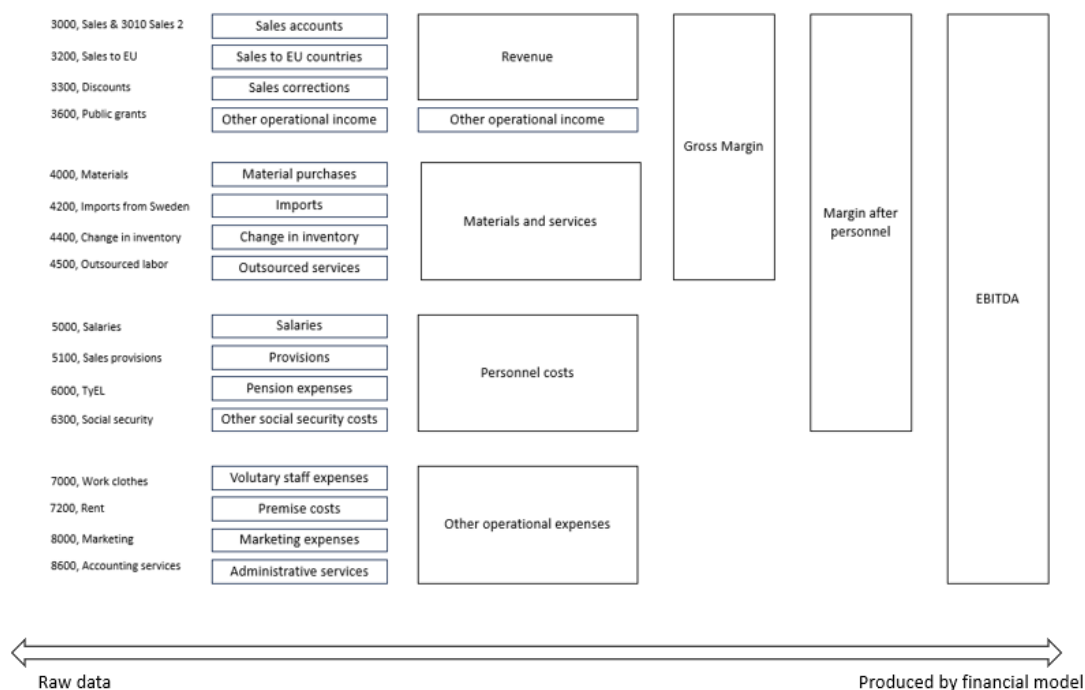 3000, Sales & 3010 Sales 2
Sales accounts
3200, Sales to EU
Sales to EU countries
Revenue
3300, Discounts
Sales corrections
3600, Public grants
Other operational income
Other operational income
Gross Margin
4000, Materials
Material purchases
4200, Imports from Sweden
Imports
Materials and services
Margin after
personnel
4400, Change in inventory
Change in inventory
4500, Outsourced labor
Outsourced services
EBITDA
5000, Salaries
Salaries
5100, Sales provisions
Provisions
Personnel costs
6000, TyEL
Pension expenses
6300, Social security
Other social security costs
7000, Work clothes
Volutary staff expenses
7200, Rent
Premise costs
Other operational expenses
8000, Marketing
Marketing expenses
8600, Accounting services
Administrative services
Raw data
Produced by financial model